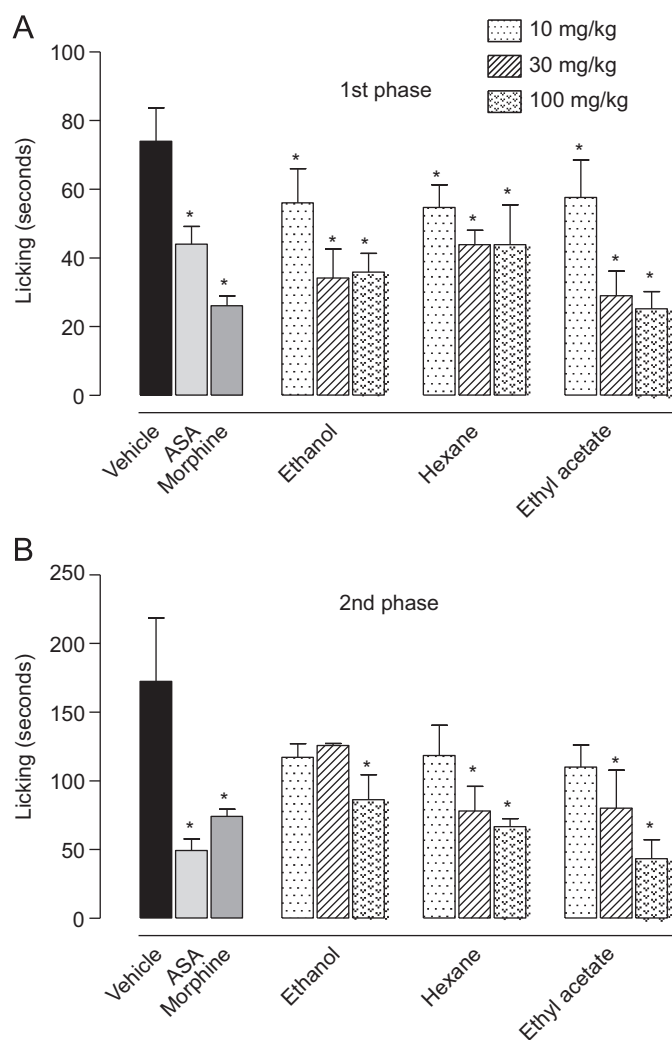 A
100
80
60
40
20
0
Licking (seconds)
1st phase
10 mg/kg
30 mg/kg
100 mg/kg
*
*
*
*
*
*
*
*
*
*
*
Vehicle
ASA
Morphine
Ethanol
Hexane
Ethyl acetate
B
250
200
150
100
50
0
Licking (seconds)
2nd phase
*
*
*
*
*
*
*
Vehicle
ASA
Morphine
Ethanol
Hexane
Ethyl acetate